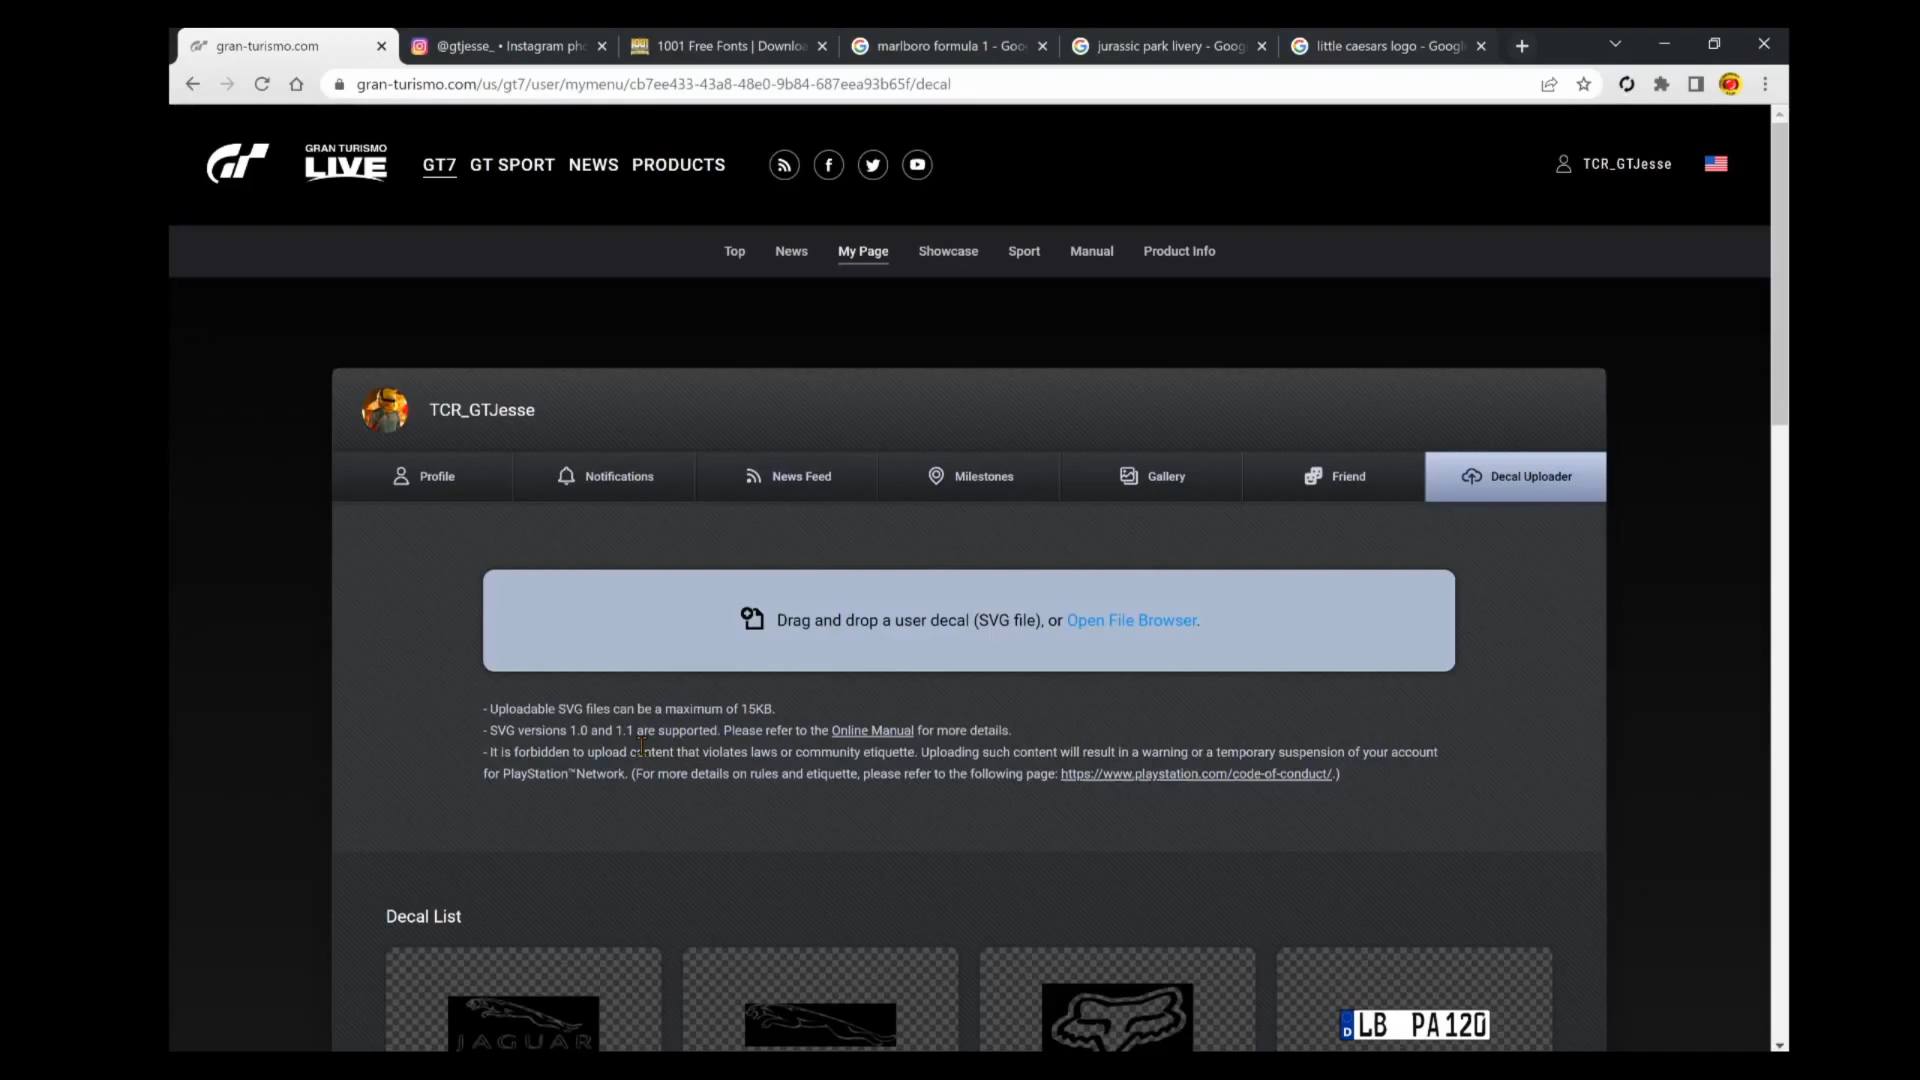 gran-turismo.com
@gtjesse_ • Instagram ph
1001 Free Fonts | Downloa
marlboro formula 1 - Goo
jurassic park livery - Goog
little caesars logo - Googl
gran-turismo.com/us/gt7/user/mymenu/cb7ee433-43a8-48e0-9b84-687eea93b65f/decal
GRAN TURISMO
LIVE
GT7 GT SPORT NEWS PRODUCTS
TCR_GTJesse
Top News My Page Showcase Sport Manual Product Info
TCR_GTJesse
Profile Notifications News Feed Milestones Gallery Friend Decal Uploader
Drag and drop a user decal (SVG file), or Open File Browser.
- Uploadable SVG files can be a maximum of 15KB.
- SVG versions 1.0 and 1.1 are supported. Please refer to the Online Manual for more details.
- It is forbidden to upload content that violates laws or community etiquette. Uploading such content will result in a warning or a temporary suspension of your account
for PlayStation™Network. (For more details on rules and etiquette, please refer to the following page: https://www.playstation.com/code-of-conduct/.)
Decal List
JAGUAR
D LB PA 120